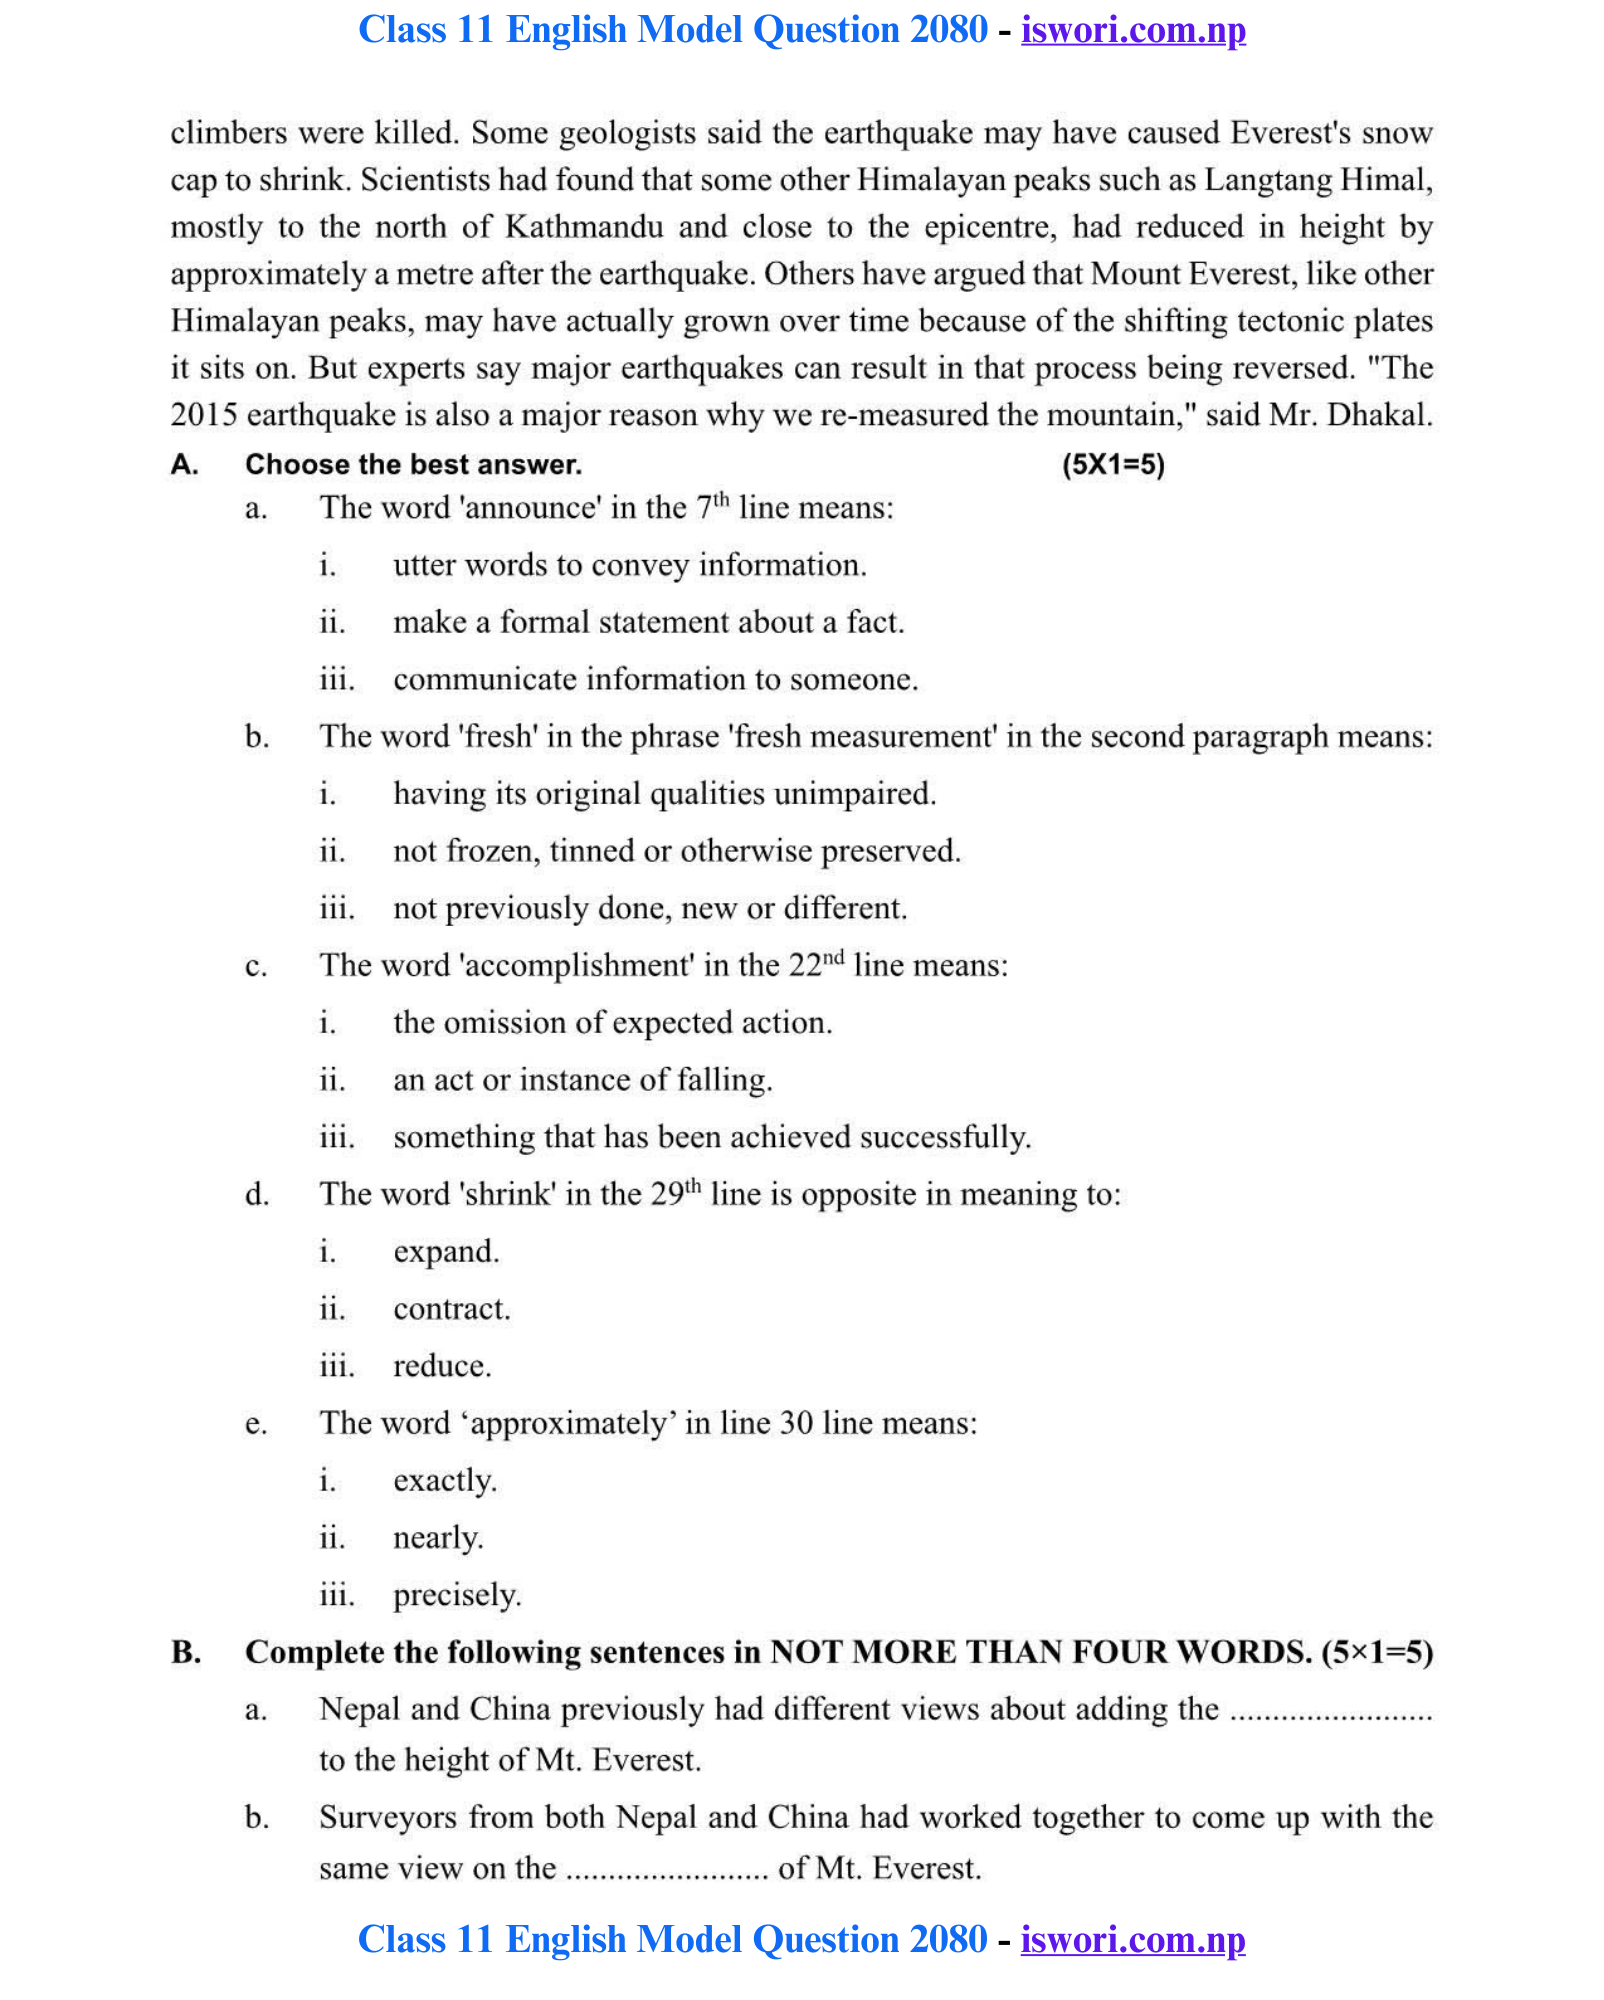 Class 11 English Model Question 2080 - iswori.com.np
climbers were killed. Some geologists said the earthquake may have caused Everest's snow
cap to shrink. Scientists had found that some other Himalayan peaks such as Langtang Himal,
mostly to the north of Kathmandu and close to the epicentre, had reduced in height by
approximately a metre after the earthquake. Others have argued that Mount Everest, like other
Himalayan peaks, may have actually grown over time because of the shifting tectonic plates
it sits on. But experts say major earthquakes can result in that process being reversed. "The
2015 earthquake is also a major reason why we re-measured the mountain," said Mr. Dhakal.
A. Choose the best answer. (5X1=5)
a. The word 'announce' in the 7th line means:
i. utter words to convey information.
ii. make a formal statement about a fact.
iii. communicate information to someone.
b. The word 'fresh' in the phrase 'fresh measurement' in the second paragraph means:
i. having its original qualities unimpaired.
ii. not frozen, tinned or otherwise preserved.
iii. not previously done, new or different.
c. The word 'accomplishment' in the 22nd line means:
i. the omission of expected action.
ii. an act or instance of falling.
iii. something that has been achieved successfully.
d. The word 'shrink' in the 29th line is opposite in meaning to:
i. expand.
ii. contract.
iii. reduce.
e. The word ‘approximately’ in line 30 line means:
i. exactly.
ii. nearly.
iii. precisely.
B. Complete the following sentences in NOT MORE THAN FOUR WORDS. (5×1=5)
a. Nepal and China previously had different views about adding the ........................
to the height of Mt. Everest.
b. Surveyors from both Nepal and China had worked together to come up with the
same view on the ........................ of Mt. Everest.
Class 11 English Model Question 2080 - iswori.com.np